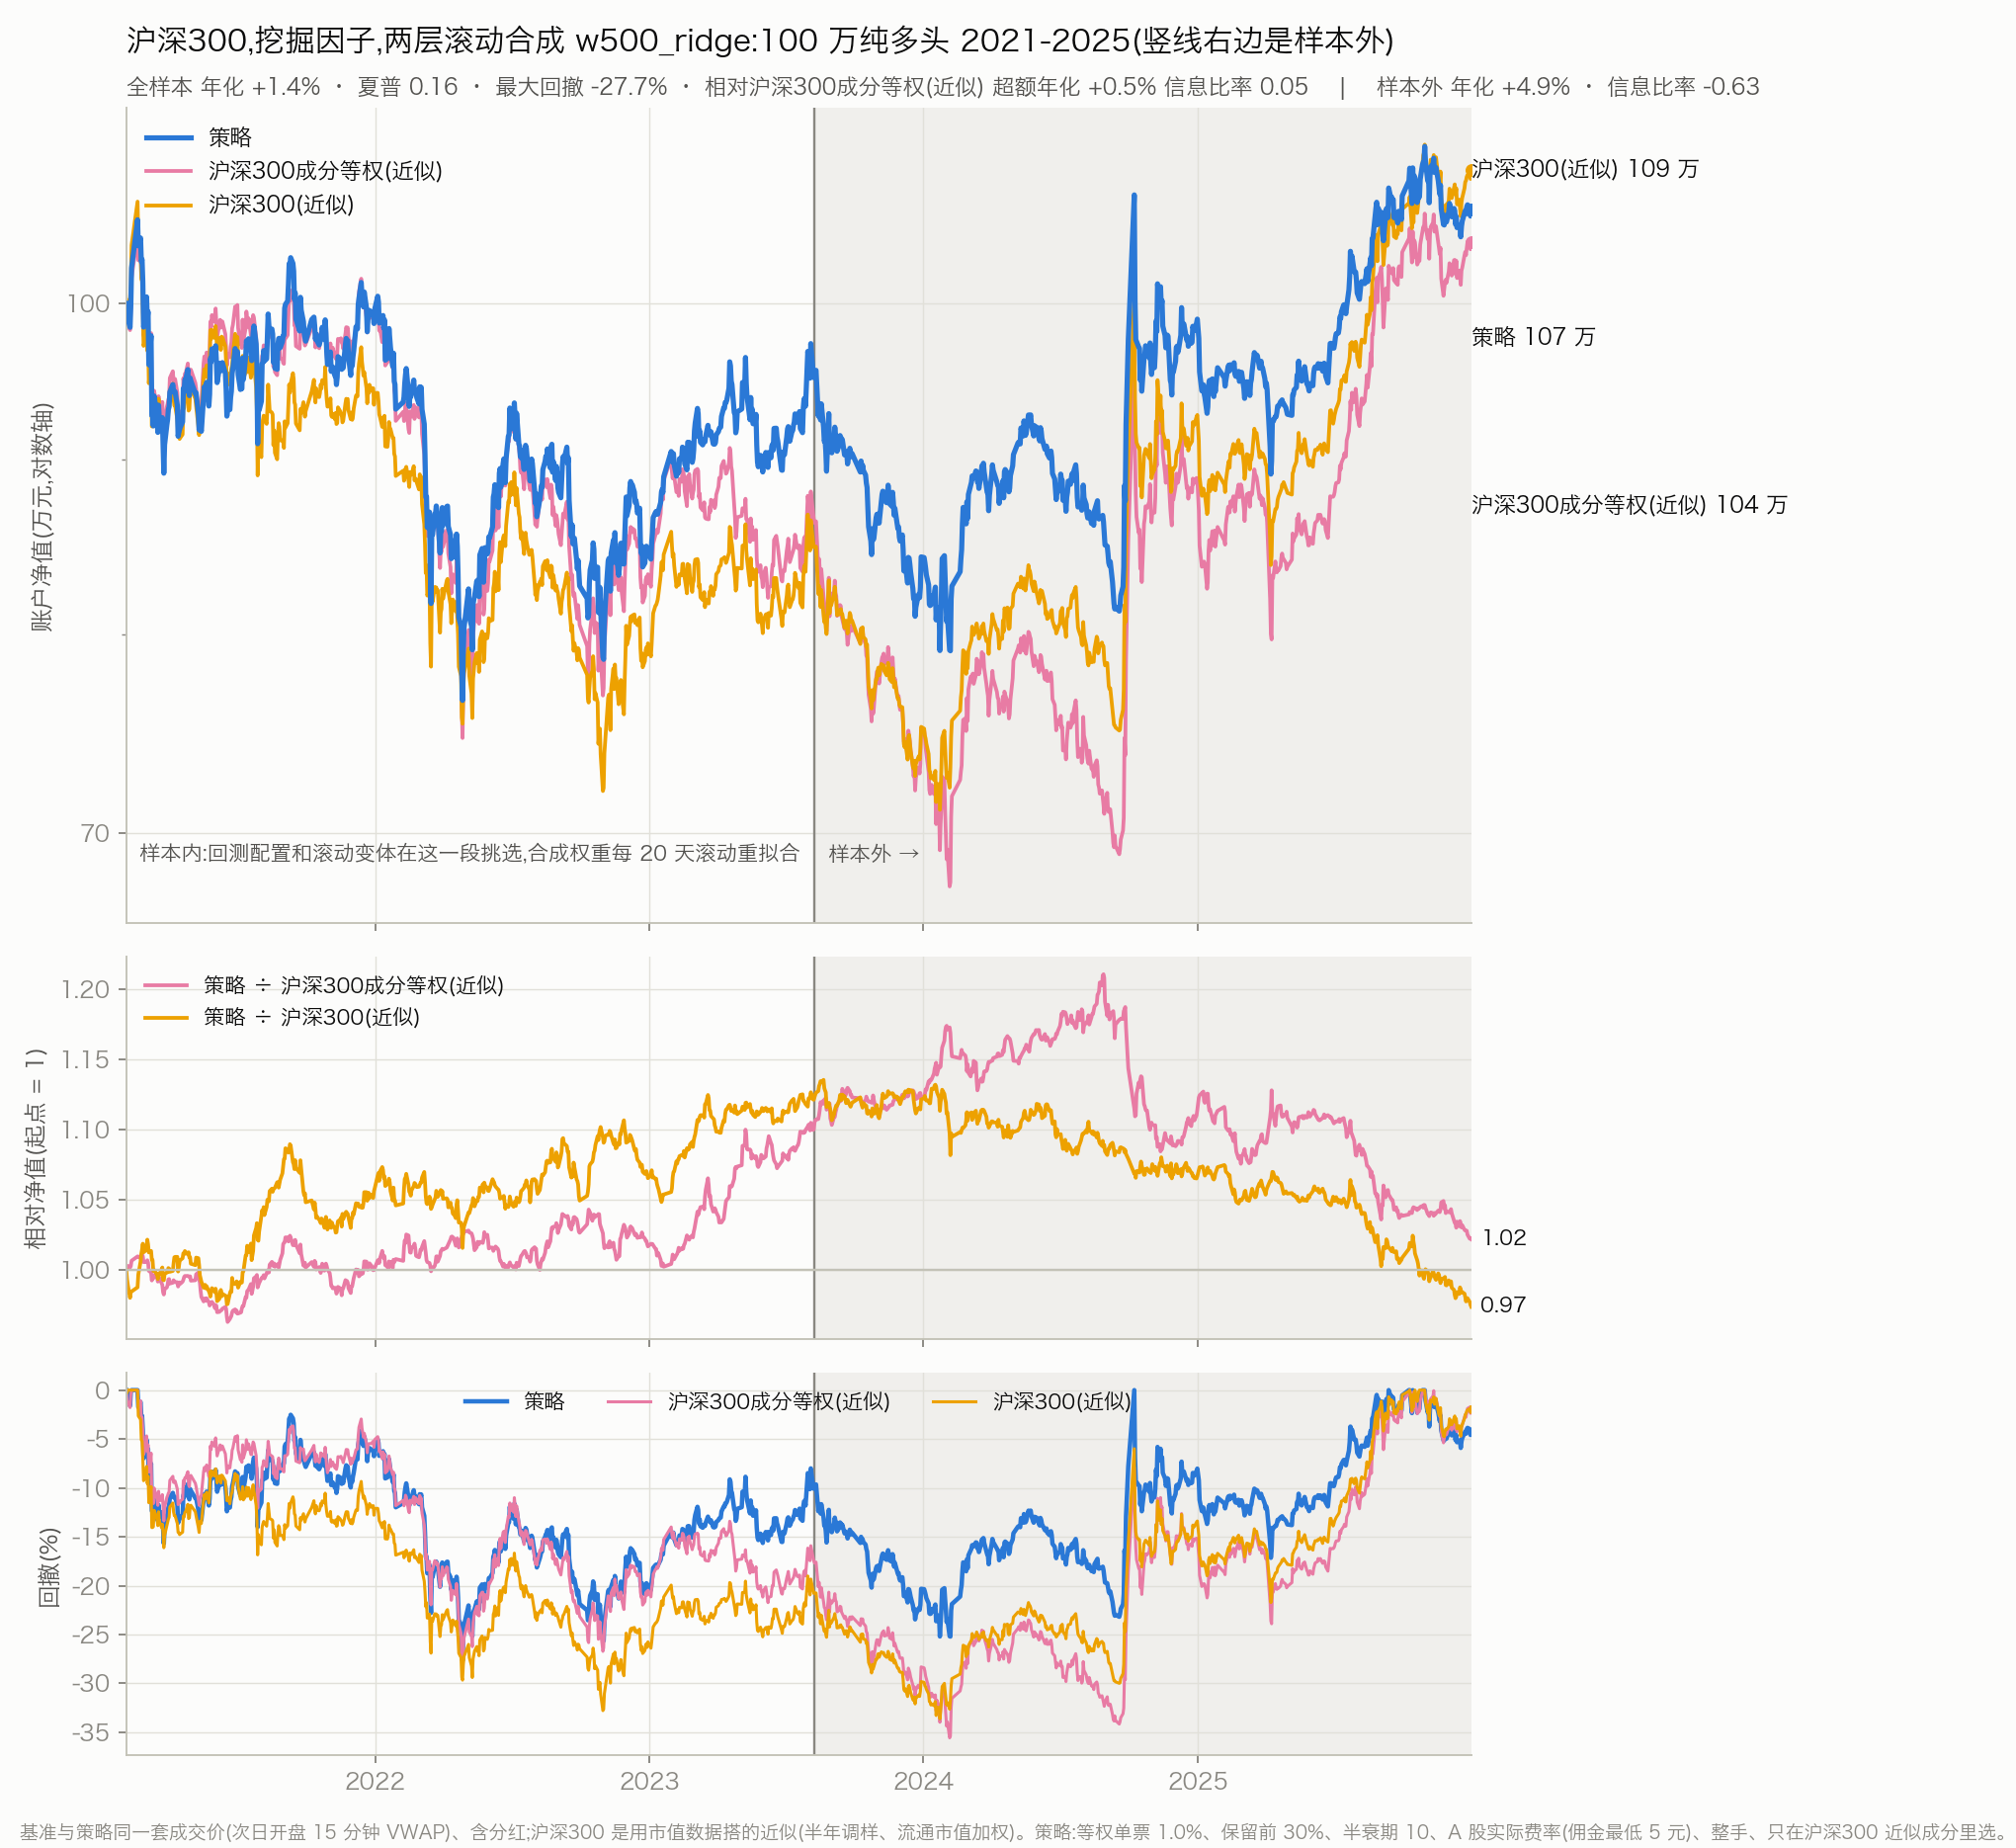 沪深300,挖掘因子,两层滚动合成 w500_ridge:100 万纯多头 2021-2025(竖线右边是样本外)
全样本 年化 +1.4% · 夏普 0.16 · 最大回撤 -27.7% · 相对沪深300成分等权(近似) 超额年化 +0.5% 信息比率 0.05 | 样本外 年化 +4.9% · 信息比率 -0.63
策略
沪深300成分等权(近似)
沪深300(近似)
沪深300(近似) 109 万
策略 107 万
沪深300成分等权(近似) 104 万
账户净值(万元,对数轴)
100
70
样本内:回测配置和滚动变体在这一段挑选,合成权重每 20 天滚动重拟合
样本外 →
策略 ÷ 沪深300成分等权(近似)
策略 ÷ 沪深300(近似)
相对净值(起点 = 1)
1.20
1.15
1.10
1.05
1.00
1.02
0.97
策略 沪深300成分等权(近似) 沪深300(近似)
回撤(%)
0
-5
-10
-15
-20
-25
-30
-35
2022 2023 2024 2025
基准与策略同一套成交价(次日开盘 15 分钟 VWAP)、含分红;沪深300 是用市值数据搭的近似(半年调样、流通市值加权)。策略:等权单票 1.0%、保留前 30%、半衰期 10、A 股实际费率(佣金最低 5 元)、整手、只在沪深300 近似成分里选。